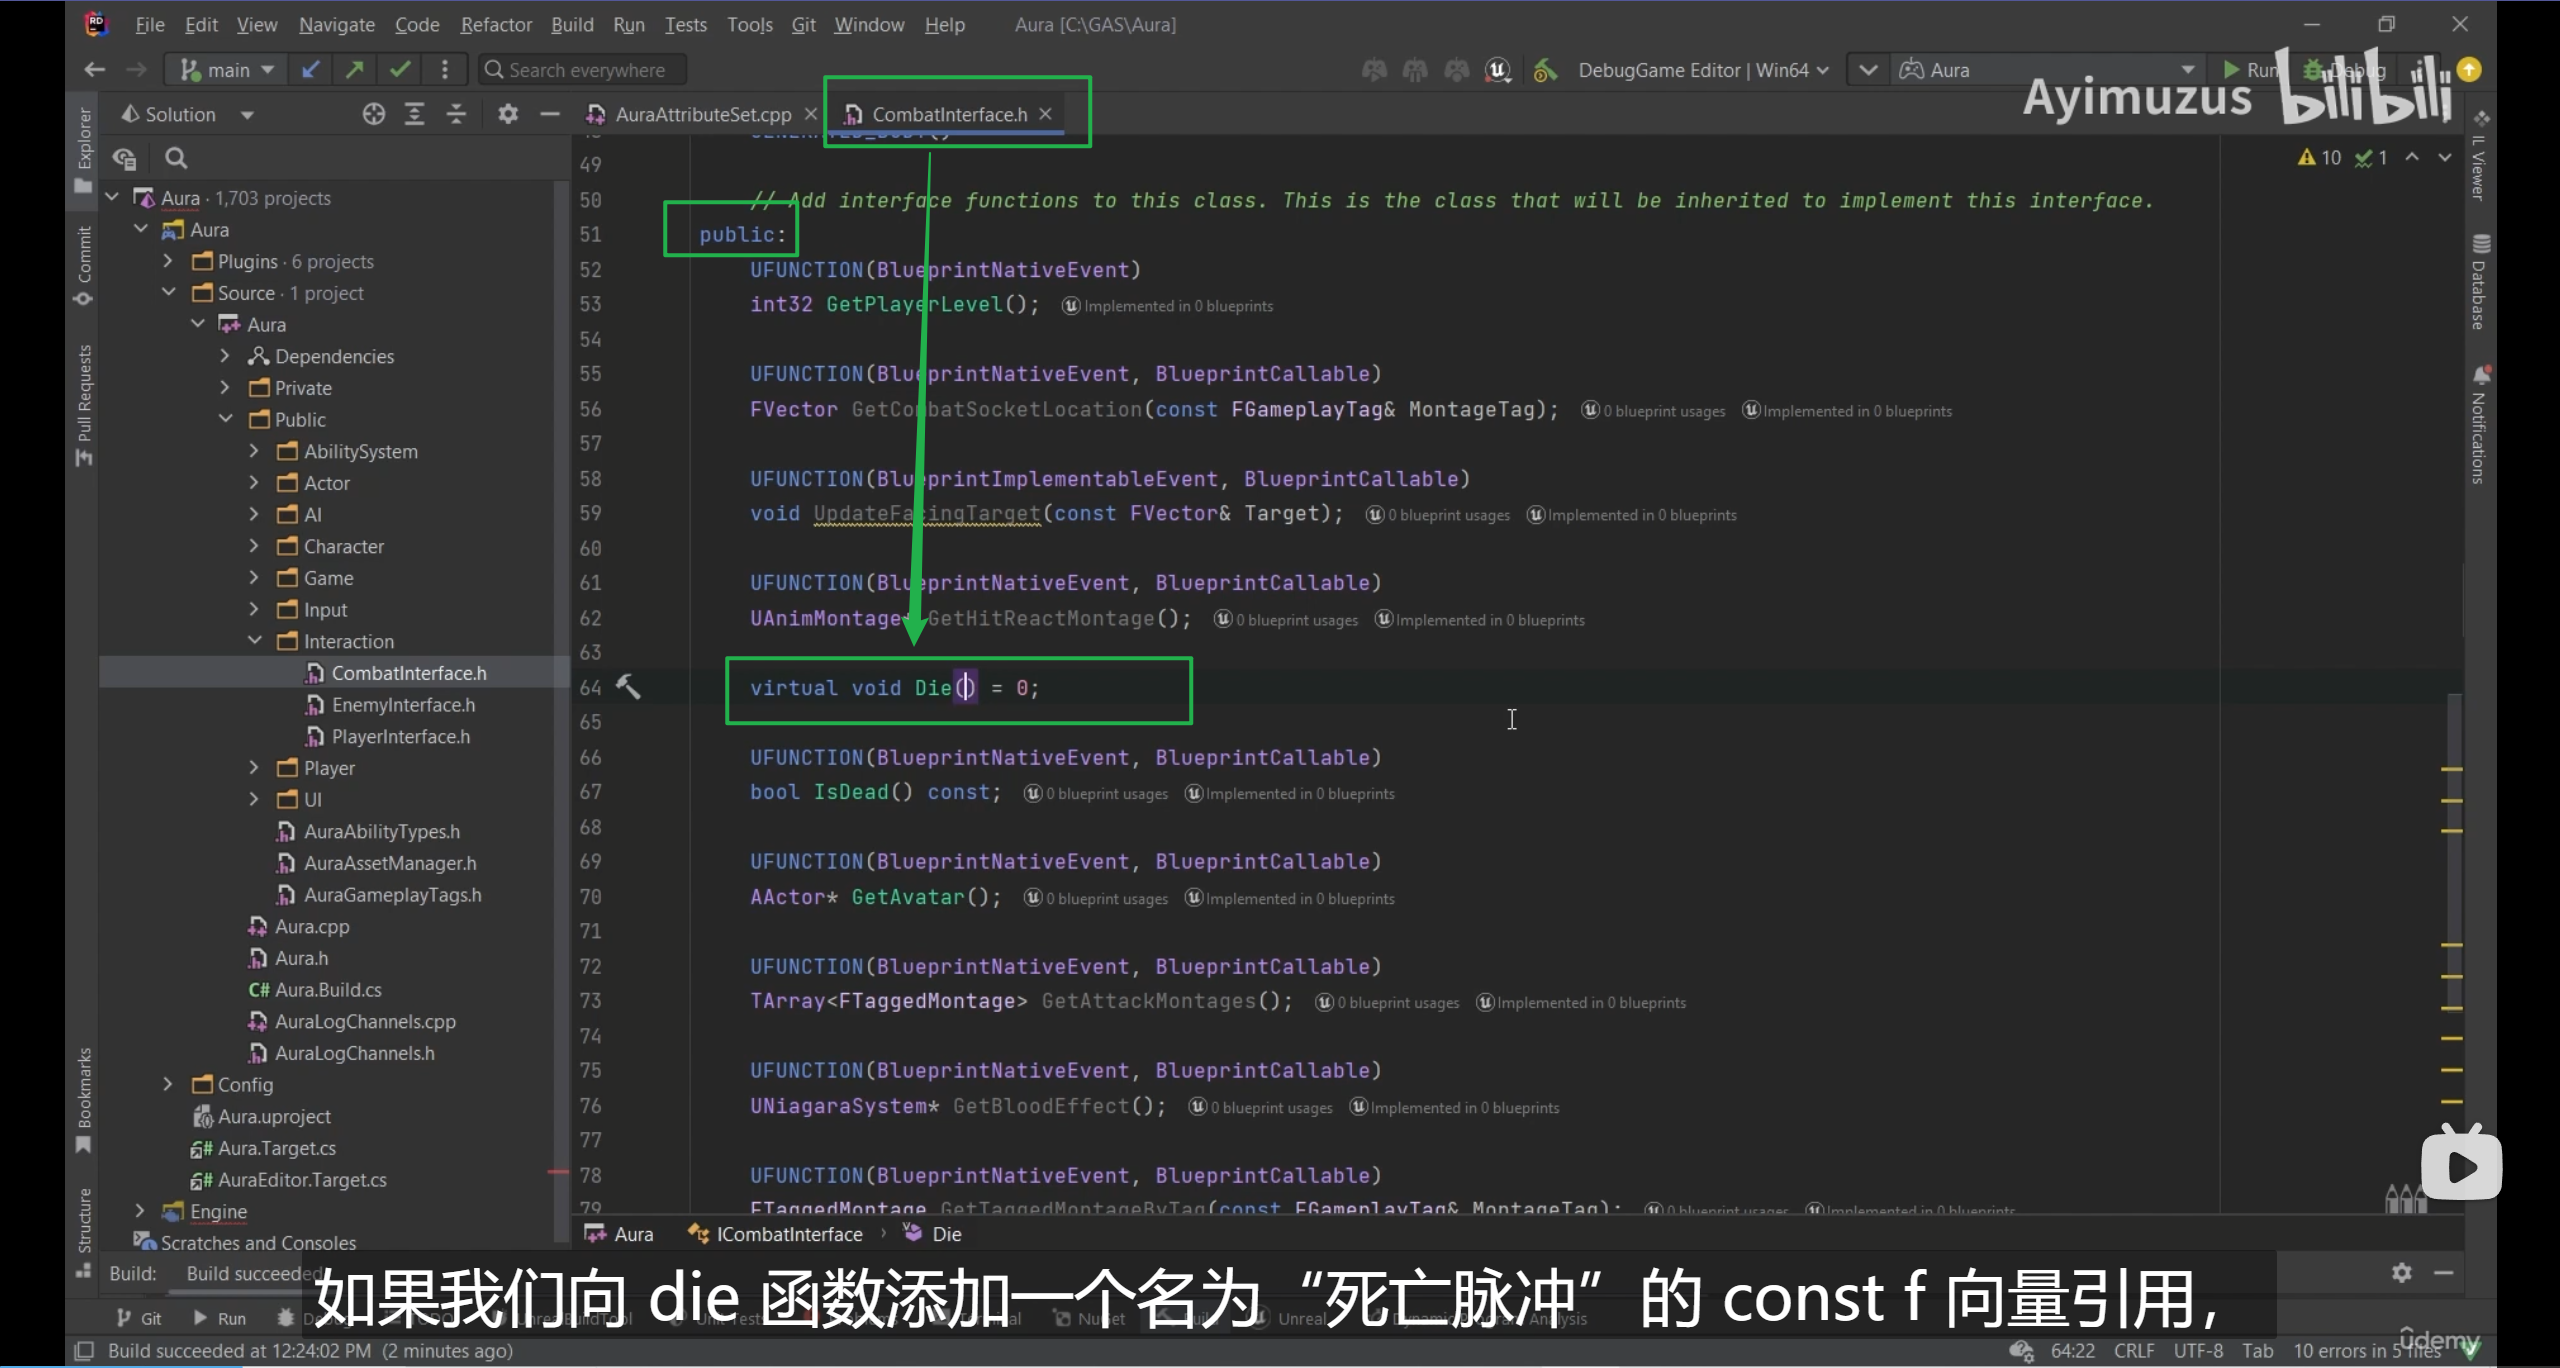 File Edit View Navigate Code Refactor Build Run Tests Tools Git Window Help Aura [C:\GAS\Aura]
main Search everywhere DebugGame Editor | Win64 Aura Run Debug
Ayimuzus bilibili
Solution AuraAttributeSet.cpp CombatInterface.h
Explorer
Commit
Pull Requests
Bookmarks
Structure
Aura · 1,703 projects
Aura
Plugins · 6 projects
Source · 1 project
Aura
Dependencies
Private
Public
AbilitySystem
Actor
AI
Character
Game
Input
Interaction
CombatInterface.h
EnemyInterface.h
PlayerInterface.h
Player
UI
AuraAbilityTypes.h
AuraAssetManager.h
AuraGameplayTags.h
Aura.cpp
Aura.h
C# Aura.Build.cs
AuraLogChannels.cpp
AuraLogChannels.h
Config
Aura.uproject
Aura.Target.cs
AuraEditor.Target.cs
Engine
Scratches and Consoles
49
50 // Add interface functions to this class. This is the class that will be inherited to implement this interface.
51 public:
52 UFUNCTION(BlueprintNativeEvent)
53 int32 GetPlayerLevel(); Implemented in 0 blueprints
54
55 UFUNCTION(BlueprintNativeEvent, BlueprintCallable)
56 FVector GetCombatSocketLocation(const FGameplayTag& MontageTag); 0 blueprint usages Implemented in 0 blueprints
57
58 UFUNCTION(BlueprintImplementableEvent, BlueprintCallable)
59 void UpdateFacingTarget(const FVector& Target); 0 blueprint usages Implemented in 0 blueprints
60
61 UFUNCTION(BlueprintNativeEvent, BlueprintCallable)
62 UAnimMontage* GetHitReactMontage(); 0 blueprint usages Implemented in 0 blueprints
63
64 virtual void Die() = 0;
65
66 UFUNCTION(BlueprintNativeEvent, BlueprintCallable)
67 bool IsDead() const; 0 blueprint usages Implemented in 0 blueprints
68
69 UFUNCTION(BlueprintNativeEvent, BlueprintCallable)
70 AActor* GetAvatar(); 0 blueprint usages Implemented in 0 blueprints
71
72 UFUNCTION(BlueprintNativeEvent, BlueprintCallable)
73 TArray<FTaggedMontage> GetAttackMontages(); 0 blueprint usages Implemented in 0 blueprints
74
75 UFUNCTION(BlueprintNativeEvent, BlueprintCallable)
76 UNiagaraSystem* GetBloodEffect(); 0 blueprint usages Implemented in 0 blueprints
77
78 UFUNCTION(BlueprintNativeEvent, BlueprintCallable)
79 FTaggedMontage GetTaggedMontageByTag(const FGameplayTag& MontageTag); 0 blueprint usages Implemented in 0 blueprints
10 1
IL Viewer
Database
Notifications
Aura ICombatInterface › Die
Build: Build succeeded
如果我们向 die 函数添加一个名为“死亡脉冲”的 const f 向量引用，
Git Run
Build succeeded at 12:24:02 PM (2 minutes ago) 64:22 CRLF UTF-8 Tab 10 errors in 5 files
ûdemy